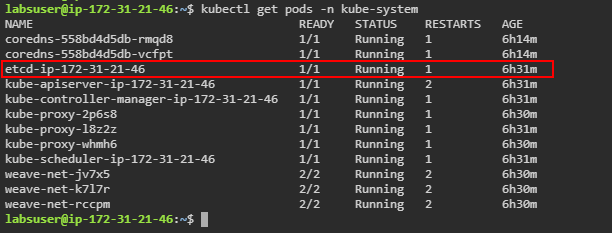 labsuser@ip-172-31-21-46:~$ kubectl get pods -n kube-system
NAME READY STATUS RESTARTS AGE
coredns-558bd4d5db-rmqd8 1/1 Running 1 6h14m
coredns-558bd4d5db-vcfpt 1/1 Running 1 6h14m
etcd-ip-172-31-21-46 1/1 Running 1 6h31m
kube-apiserver-ip-172-31-21-46 1/1 Running 2 6h31m
kube-controller-manager-ip-172-31-21-46 1/1 Running 1 6h31m
kube-proxy-2p6s8 1/1 Running 1 6h30m
kube-proxy-l8z2z 1/1 Running 1 6h31m
kube-proxy-whmh6 1/1 Running 1 6h30m
kube-scheduler-ip-172-31-21-46 1/1 Running 1 6h31m
weave-net-jv7x5 2/2 Running 2 6h30m
weave-net-k7l7r 2/2 Running 2 6h30m
weave-net-rccpm 2/2 Running 2 6h30m
labsuser@ip-172-31-21-46:~$